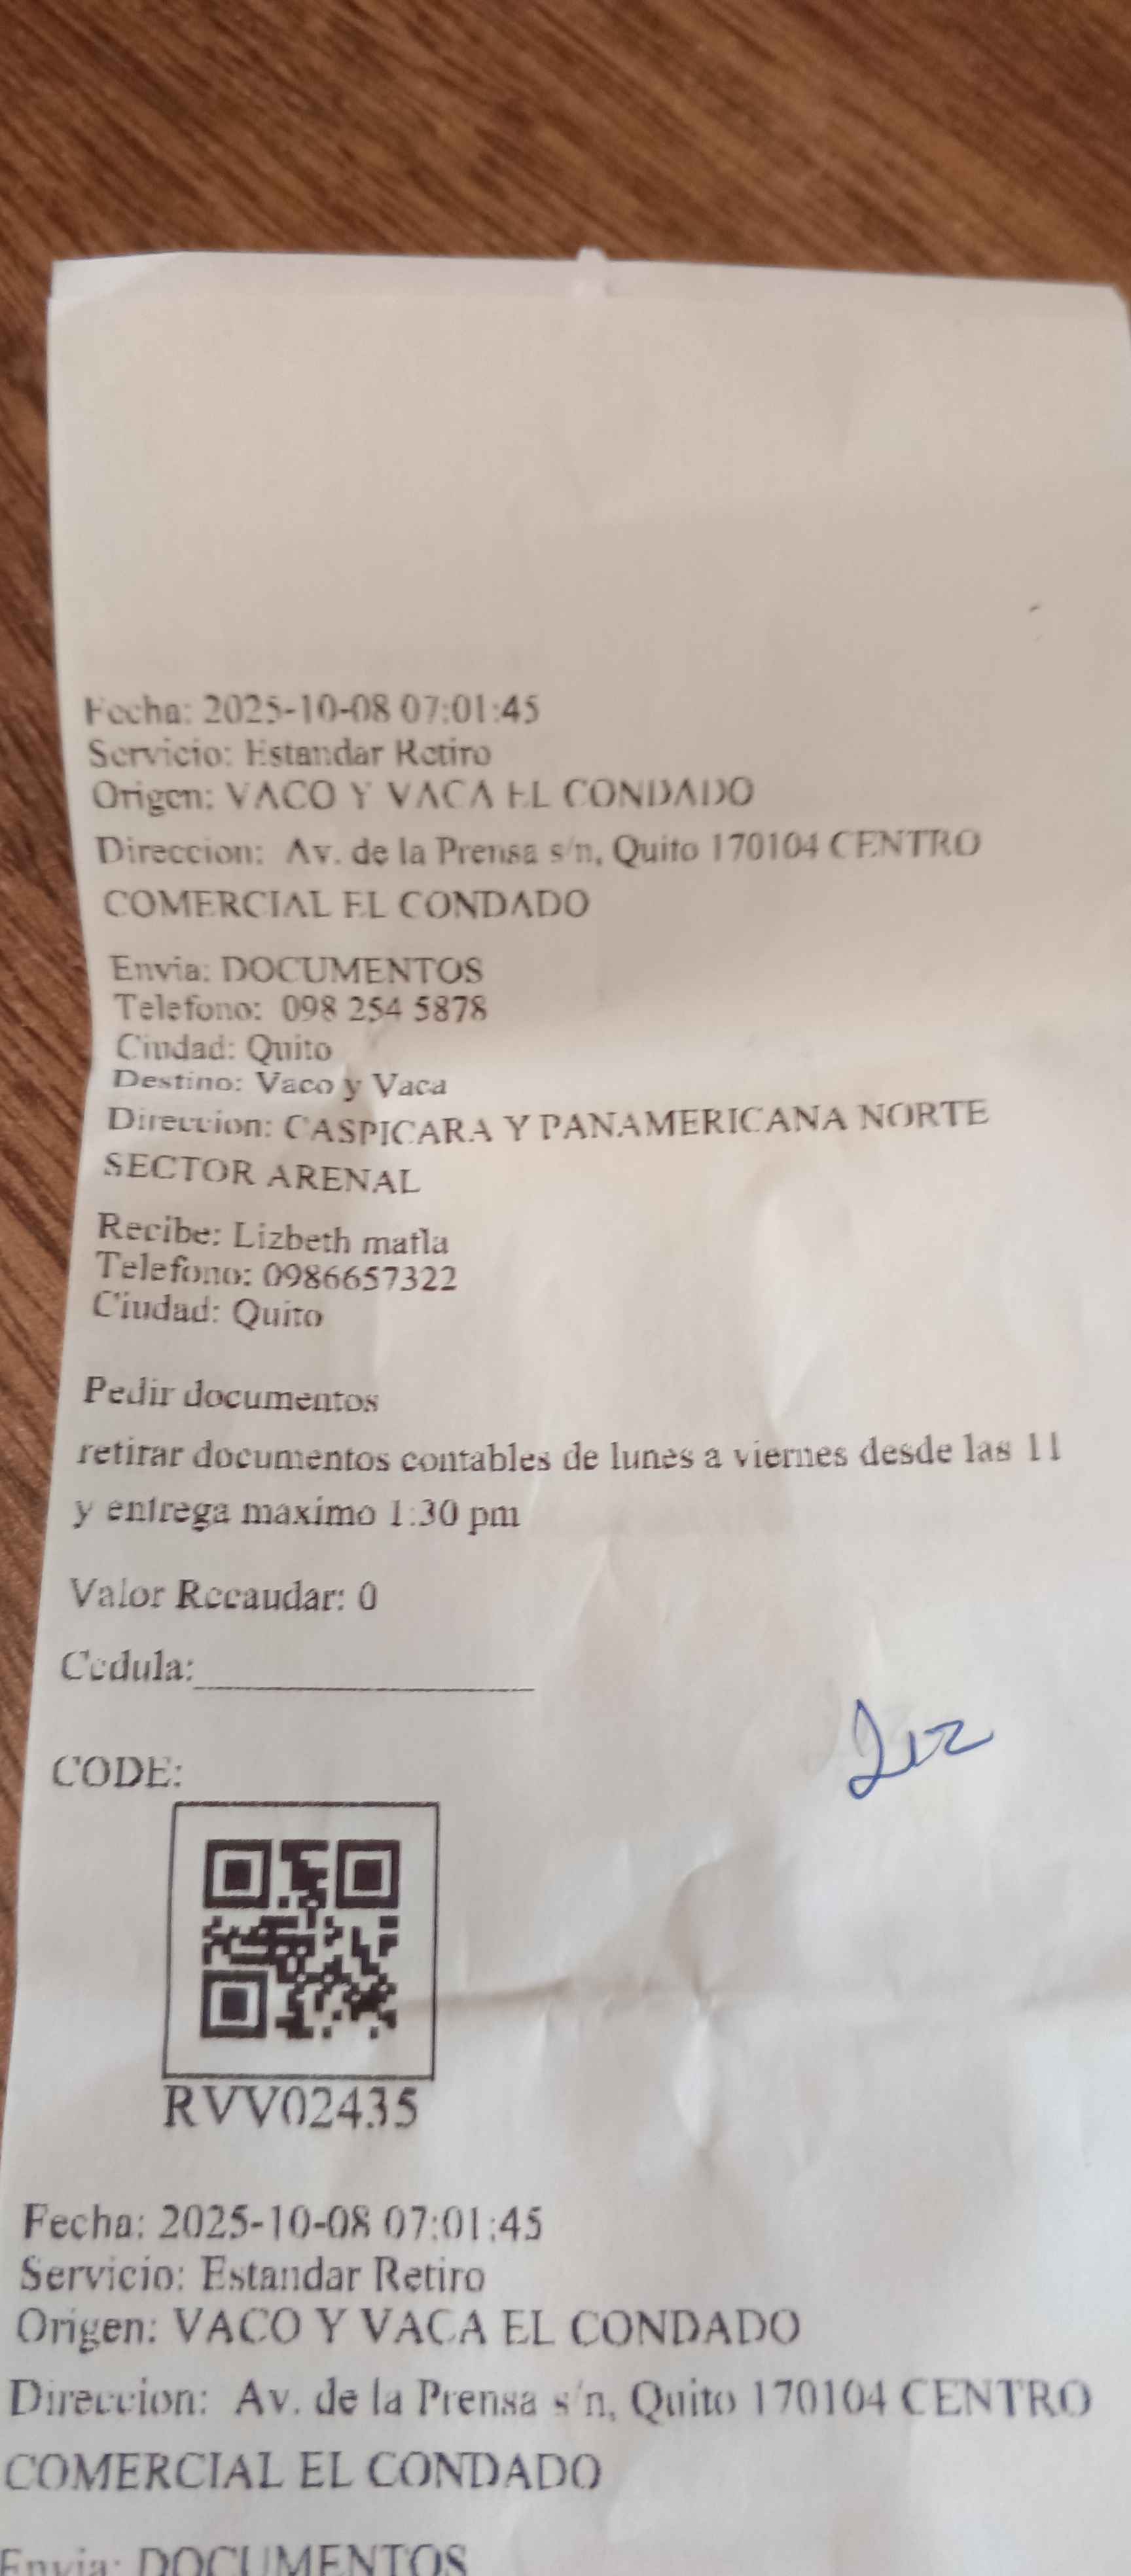 Fecha: 2025-10-08 07:01:45
Servicio: Estandar Retiro
Origen: VACO Y VACA EL CONDADO
Direccion: Av. de la Prensa s/n, Quito 170104 CENTRO
COMERCIAL EL CONDADO
Envia: DOCUMENTOS
Telefono: 098 254 5878
Ciudad: Quito
Destino: Vaco y Vaca
Direccion: CASPICARA Y PANAMERICANA NORTE
SECTOR ARENAL
Recibe: Lizbeth matla
Telefono: 0986657322
Ciudad: Quito
Pedir documentos
retirar documentos contables de lunes a viernes desde las 11
y entrega maximo 1:30 pm
Valor Recaudar: 0
Cedula:
Liz
CODE:
RVV02435
Fecha: 2025-10-08 07:01:45
Servicio: Estandar Retiro
Origen: VACO Y VACA EL CONDADO
Direccion: Av. de la Prensa s/n, Quito 170104 CENTRO
COMERCIAL EL CONDADO
Envia: DOCUMENTOS